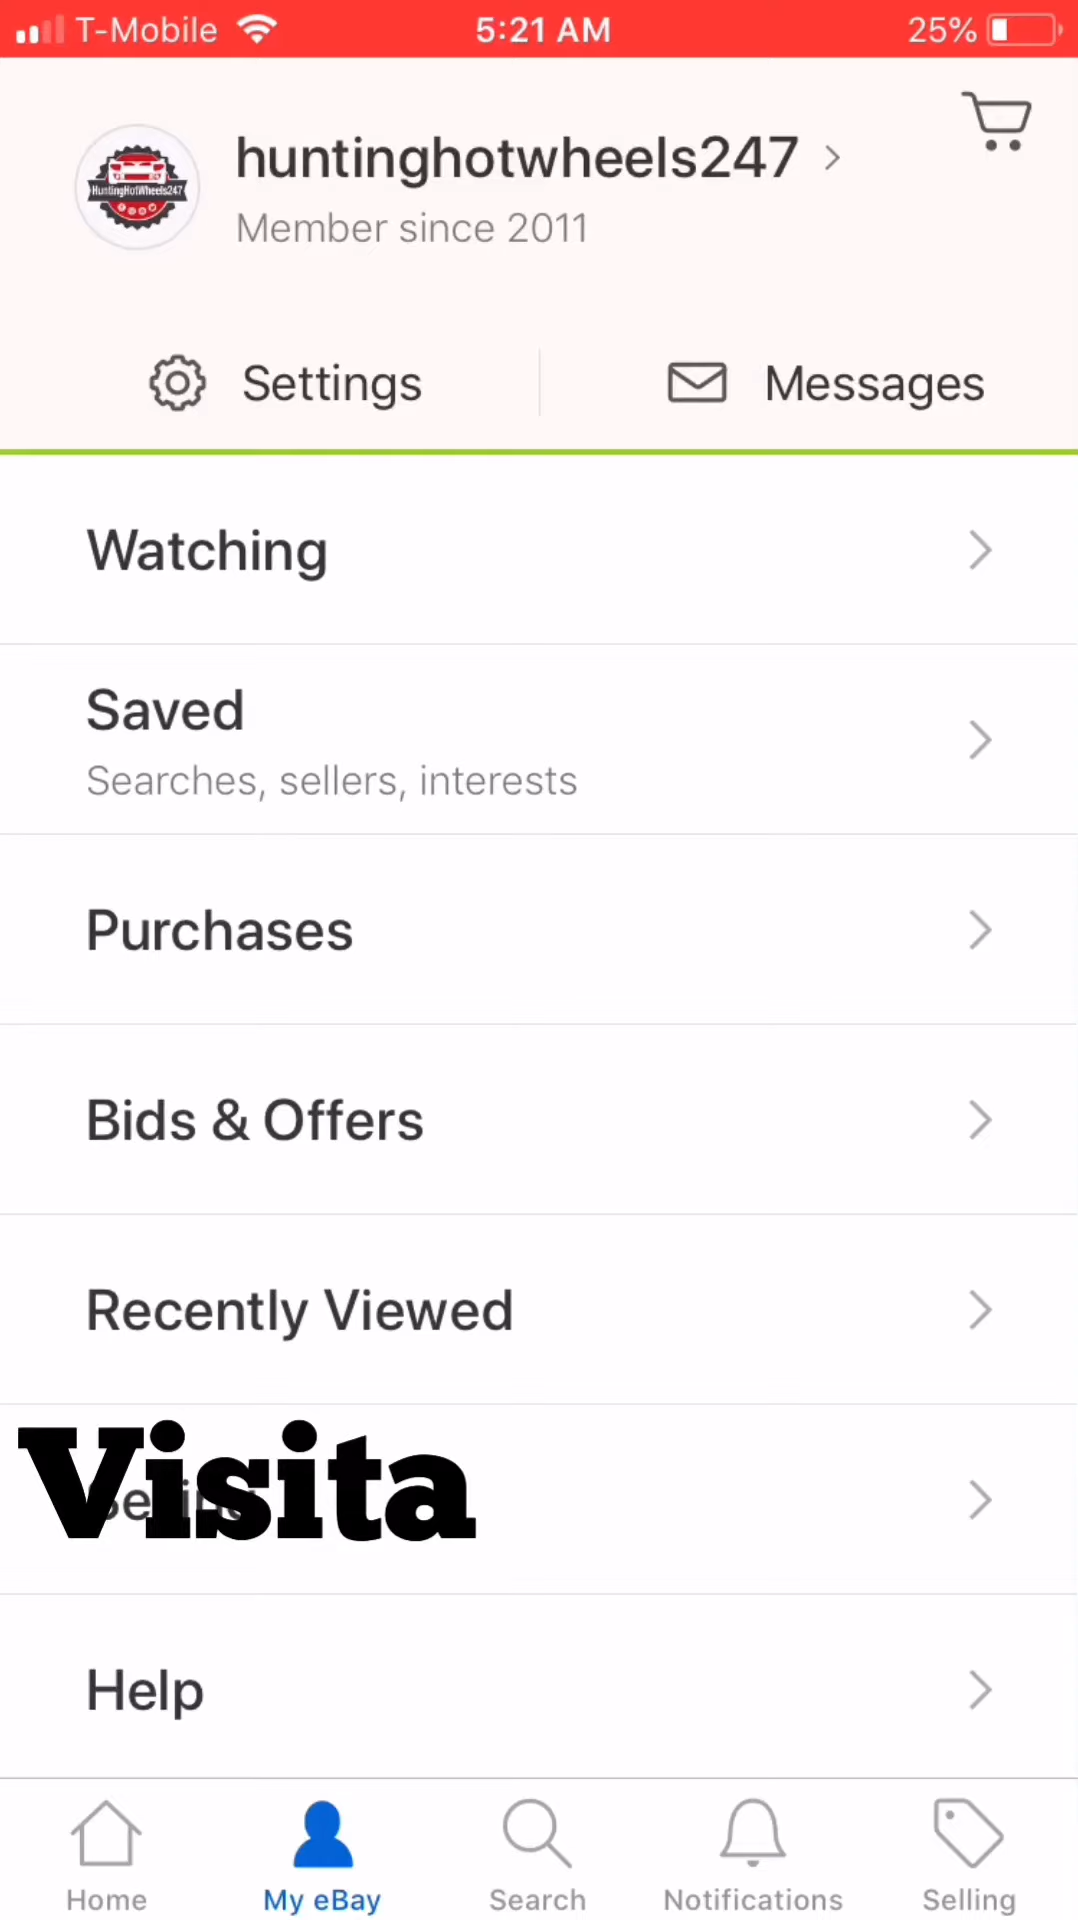 T-Mobile 5:21 AM 25%
huntinghotwheels247
HuntingHotWheels247
Member since 2011
Settings Messages
Watching
Saved
Searches, sellers, interests
Purchases
Bids & Offers
Recently Viewed
Visita
Help
Home My eBay Search Notifications Selling